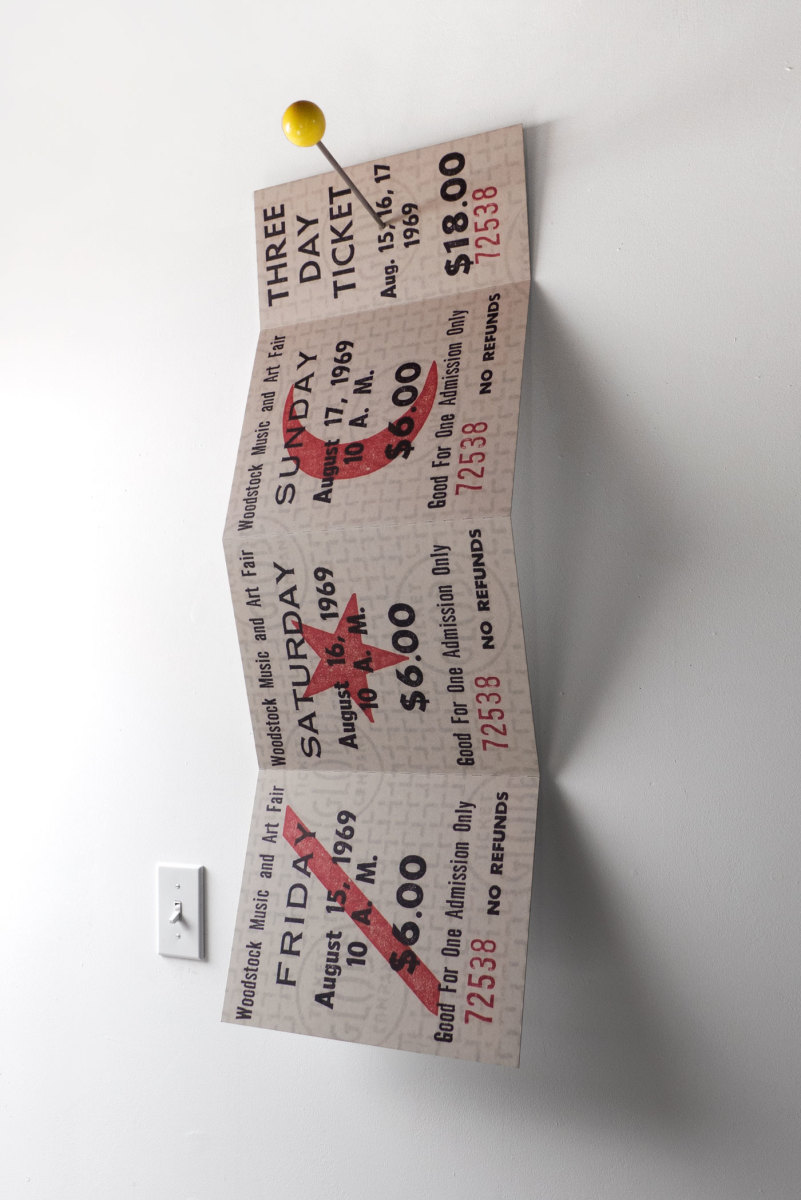 Woodstock Music and Art Fair
FRIDAY
August 15, 1969
10 A. M.
$6.00
Good For One Admission Only
72538 NO REFUNDS
Woodstock Music and Art Fair
SATURDAY
August 16, 1969
10 A. M.
$6.00
Good For One Admission Only
72538 NO REFUNDS
Woodstock Music and Art Fair
SUNDAY
August 17, 1969
10 A. M.
$6.00
Good For One Admission Only
72538 NO REFUNDS
THREE
DAY
TICKET
Aug. 15, 16, 17
1969
$18.00
72538